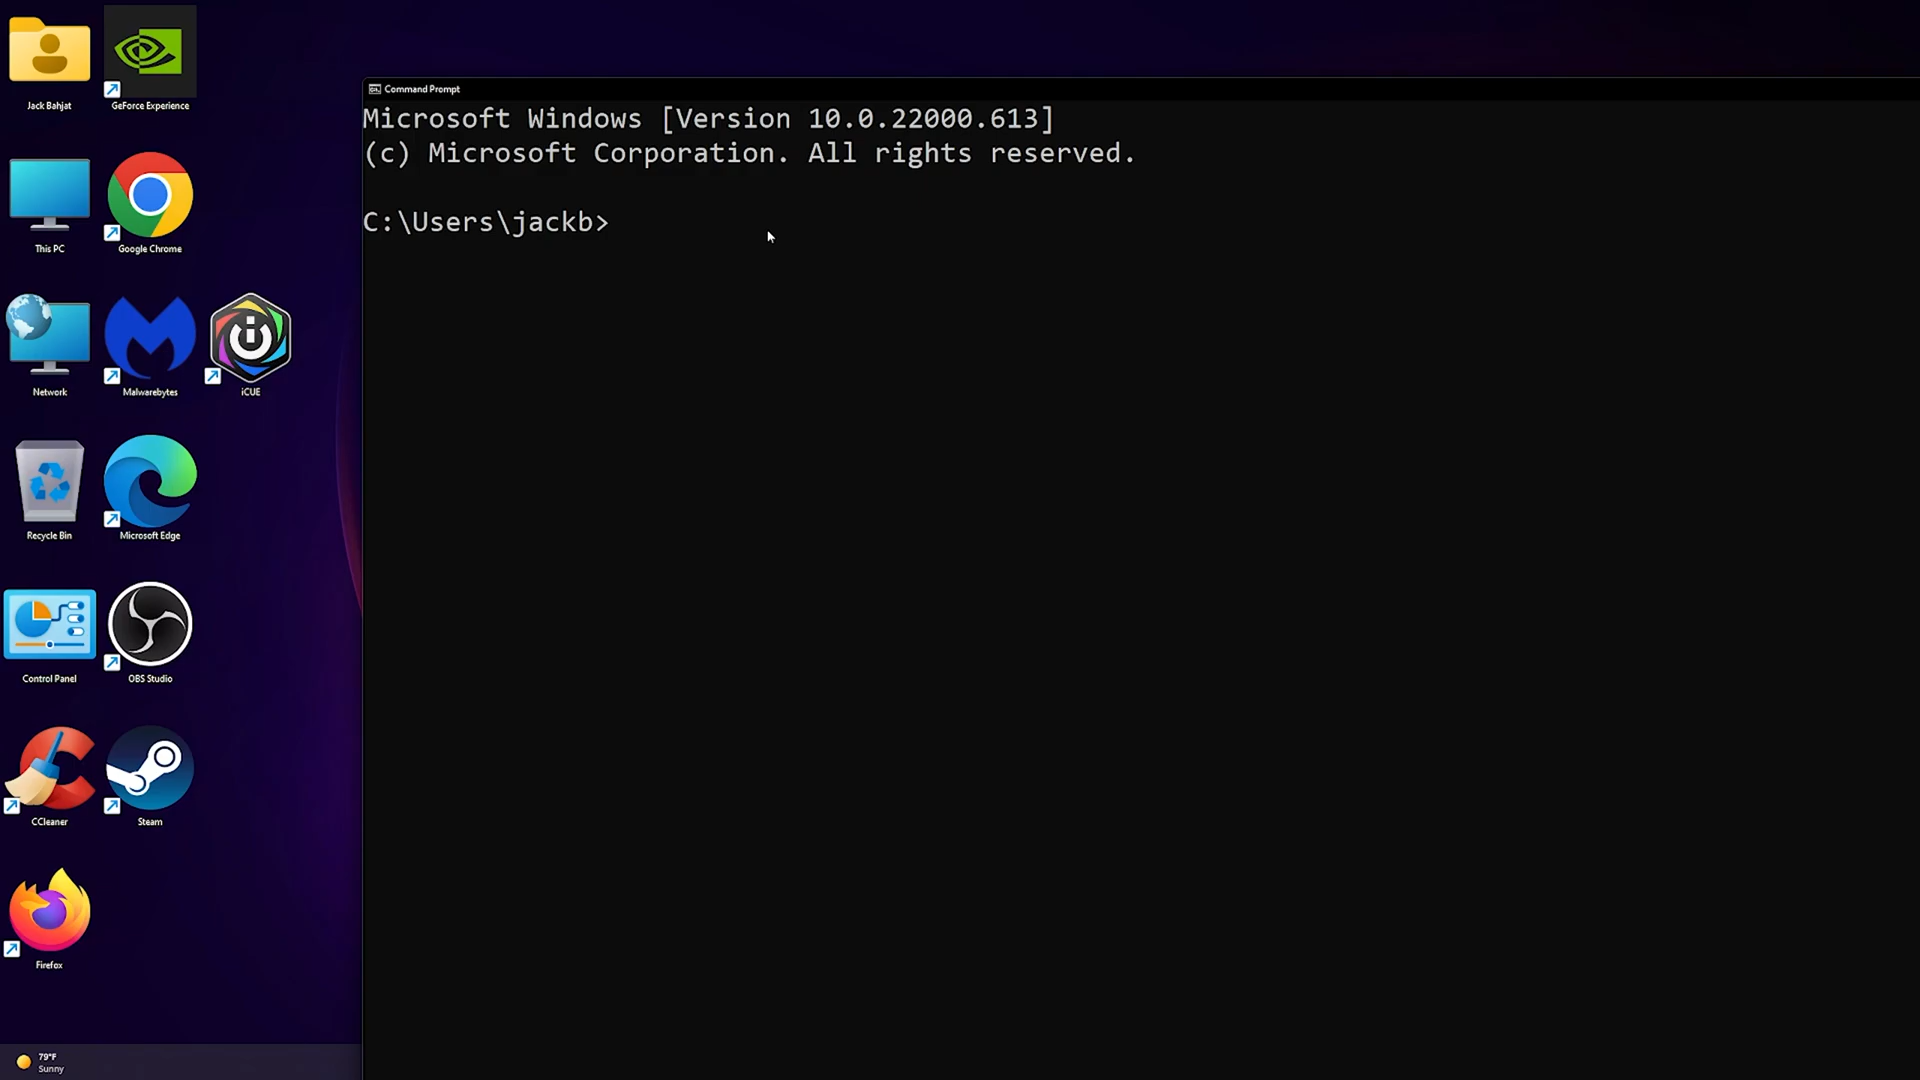 Jack Bahjat
GeForce Experience
This PC
Google Chrome
Network
Malwarebytes
iCUE
Recycle Bin
Microsoft Edge
Control Panel
OBS Studio
CCleaner
Steam
Firefox
79°F
Sunny
Command Prompt
Microsoft Windows [Version 10.0.22000.613]
(c) Microsoft Corporation. All rights reserved.
C:\Users\jackb>